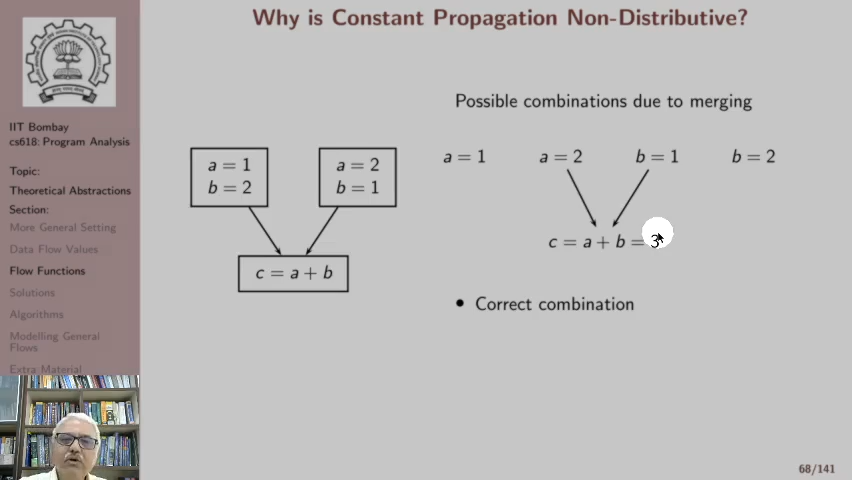 Why is Constant Propagation Non-Distributive?
IIT Bombay
cs618: Program Analysis
Topic:
Theoretical Abstractions
Section:
More General Setting
Data Flow Values
Flow Functions
Solutions
Algorithms
Modelling General
Flows
Extra Material
a = 1
b = 2
a = 2
b = 1
c = a + b
Possible combinations due to merging
a = 1 a = 2 b = 1 b = 2
c = a + b = 3
• Correct combination
68/141